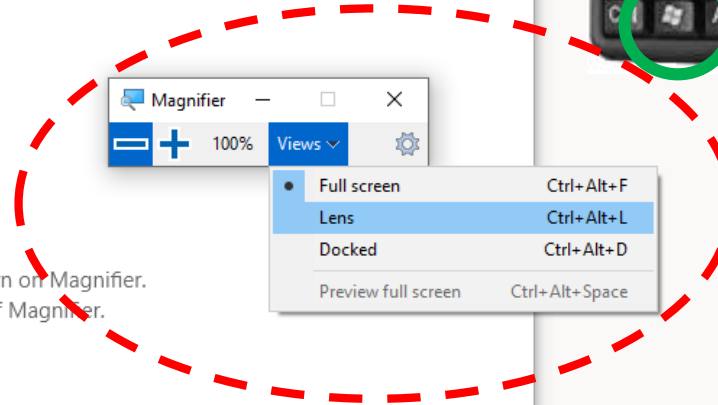 Magnifier
100% Views
Full screen Ctrl+Alt+F
Lens Ctrl+Alt+L
Docked Ctrl+Alt+D
Preview full screen Ctrl+Alt+Space
on Magnifier.
Magnifier.